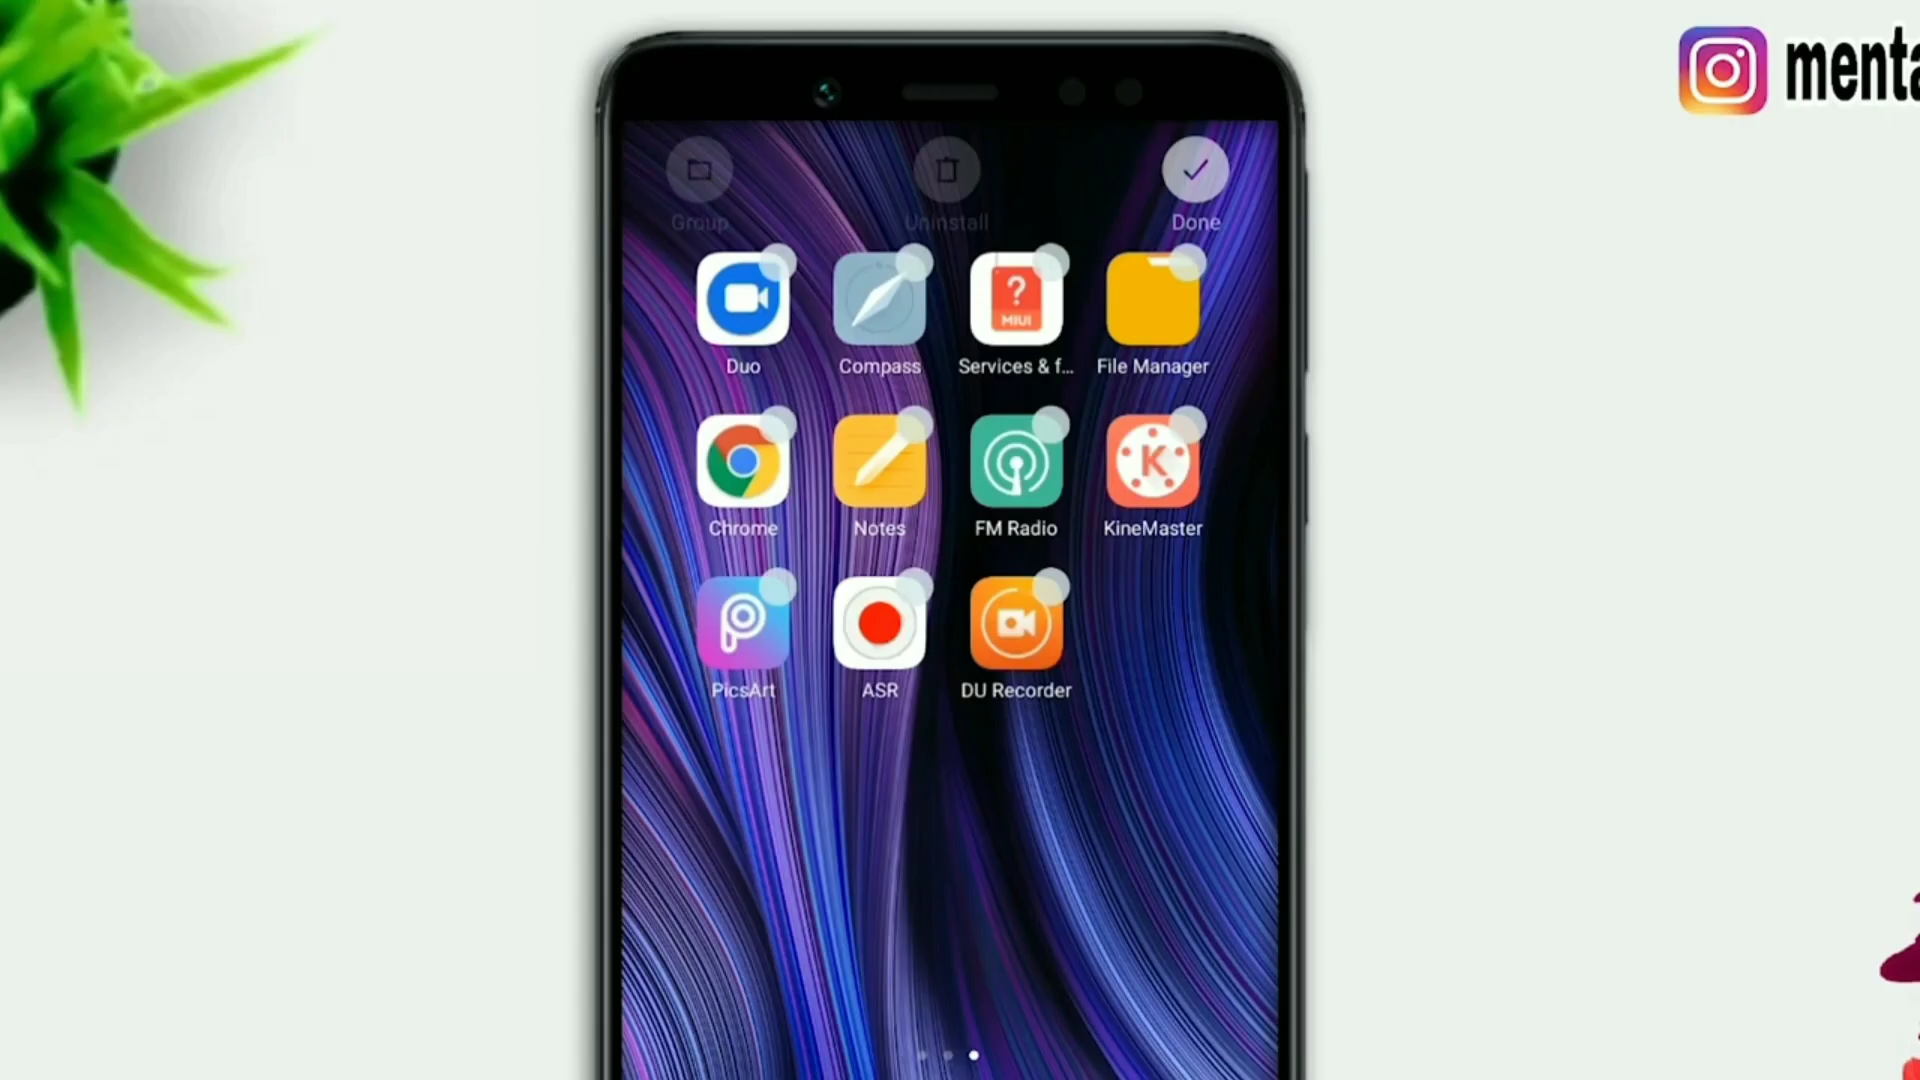 menta
Group
Uninstall
Done
?
MIUI
Duo
Compass
Services & f...
File Manager
K
Chrome
Notes
FM Radio
KineMaster
PicsArt
ASR
DU Recorder